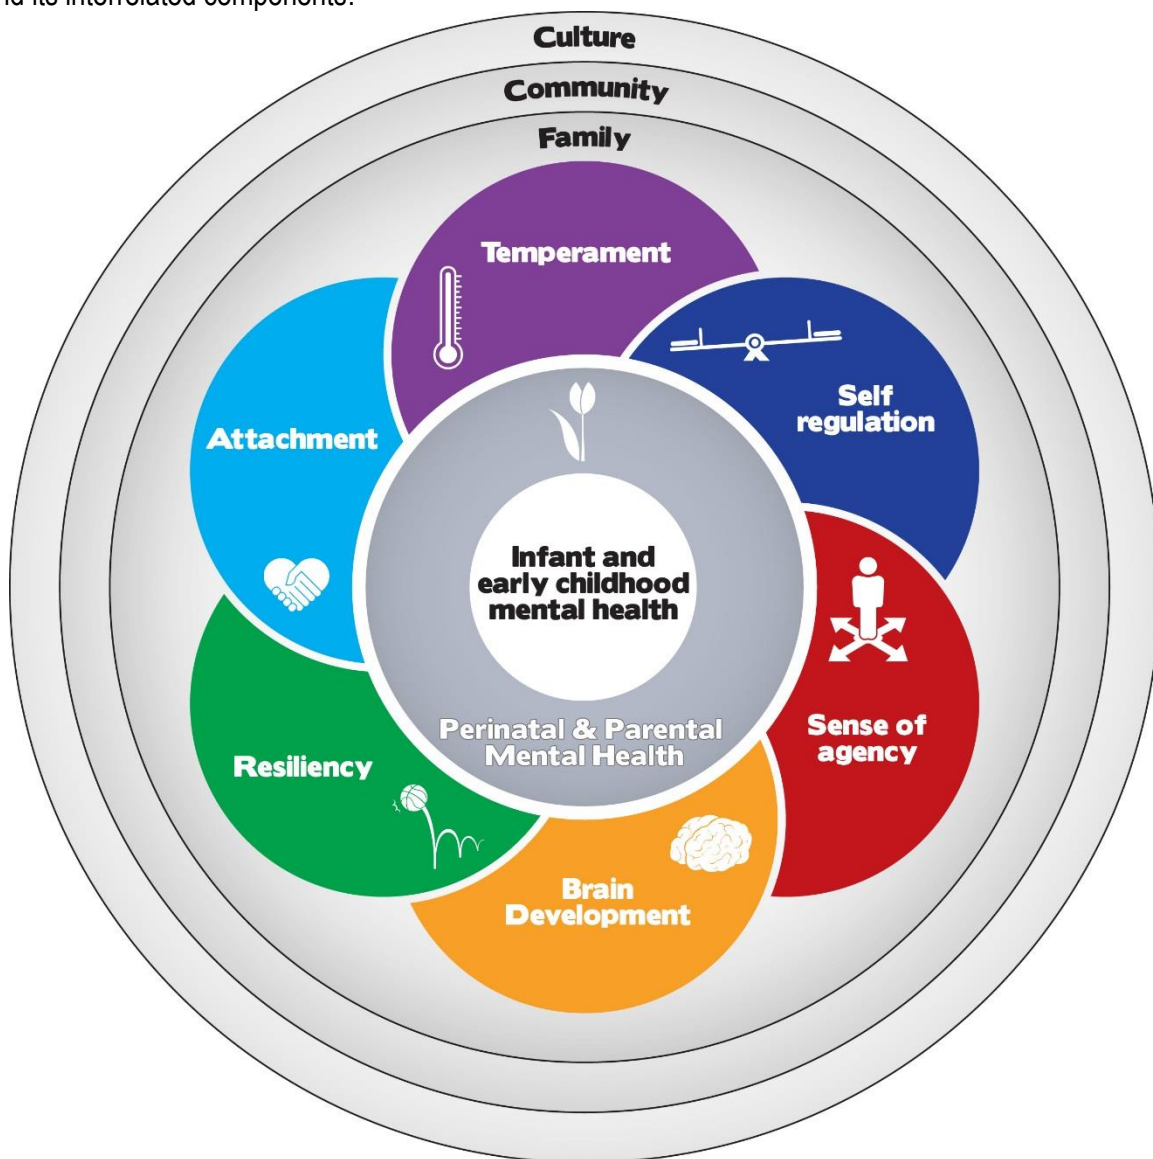 its interrelated components.
Culture
Community
Family
Temperament
Self
regulation
Attachment
Infant and
early childhood
mental health
Sense of
agency
Perinatal & Parental
Mental Health
Resiliency
Brain
Development